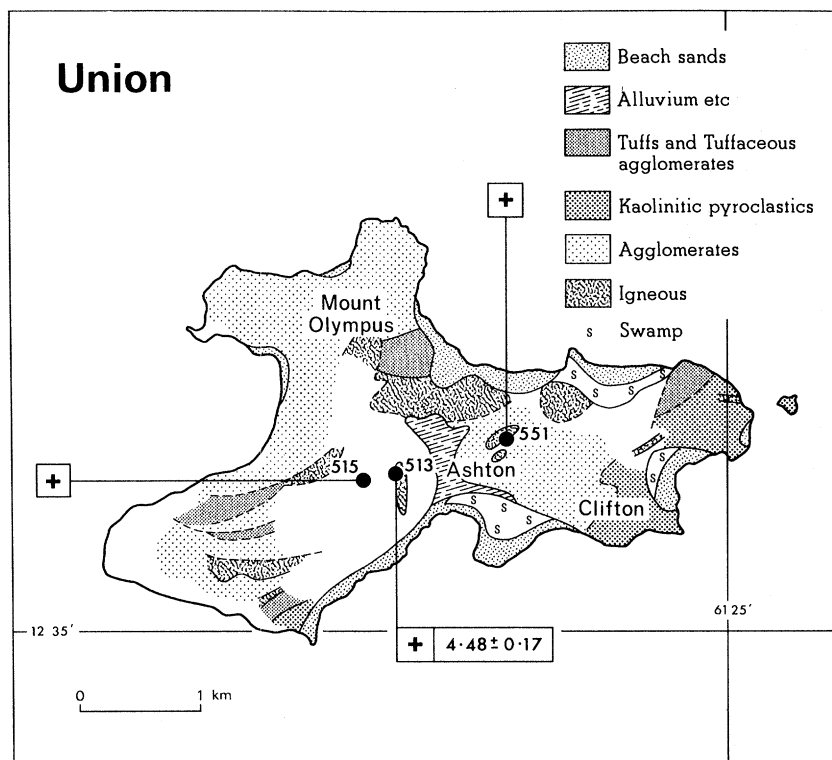 Union
Beach sands
Alluvium etc
Tuffs and Tuffaceous
agglomerates
Kaolinitic pyroclastics
Agglomerates
Igneous
s Swamp
+
Mount
Olympus
s s s
s s
551
515
513
Ashton
s
s
s
Clifton
+
s
s
s
s
61 25′
12 35′
+ 4·48 ± 0·17
0 1 km